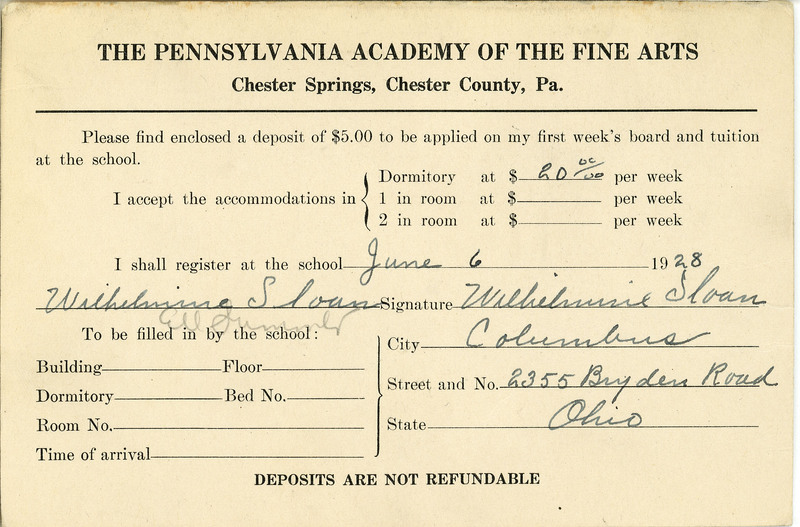 THE PENNSYLVANIA ACADEMY OF THE FINE ARTS
Chester Springs, Chester County, Pa.
Please find enclosed a deposit of $5.00 to be applied on my first week's board and tuition
at the school.
I accept the accommodations in
Dormitory at $ 20 00/00 per week
1 in room at $ per week
2 in room at $ per week
I shall register at the school June 6 1928
Wilhelmine Sloan Signature Wilhelmine Sloan
All Summer
To be filled in by the school:
Building Floor
Dormitory Bed No.
Room No.
Time of arrival
City Columbus
Street and No. 2355 Bryden Road
State Ohio
DEPOSITS ARE NOT REFUNDABLE